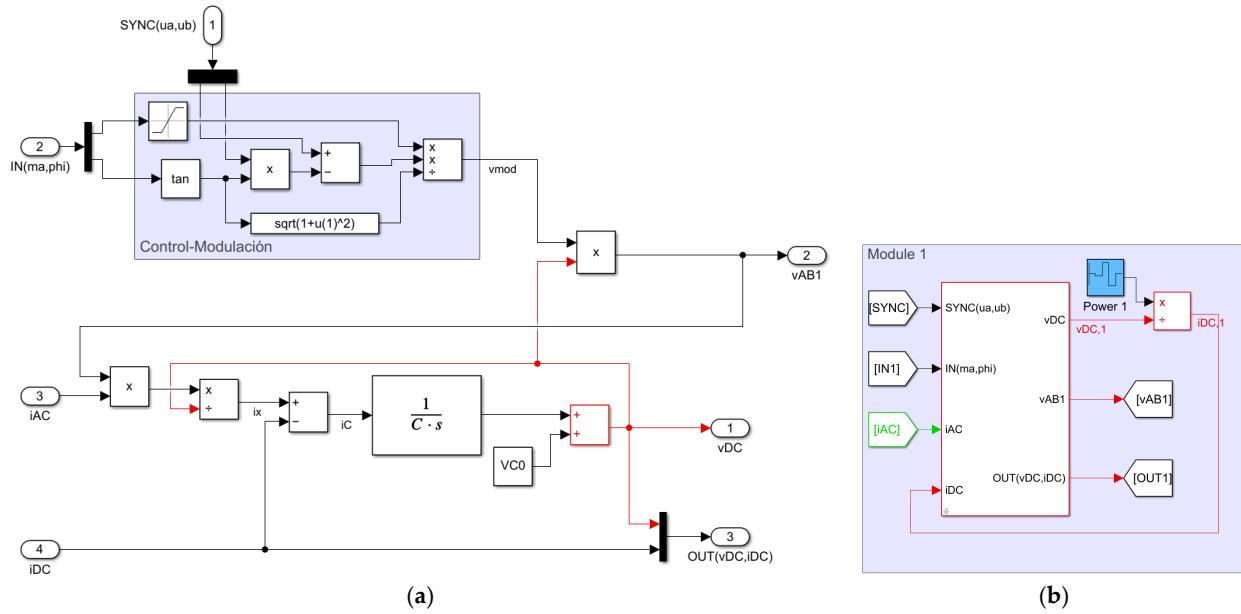 SYNC(ua,ub)
1
2
IN(ma,phi)
tan
x
+
−
x
x
÷
vmod
sqrt(1+u(1)^2)
Control-Modulación
x
2
vAB1
3
iAC
x
x
÷
ix
+
−
iC
1
C · s
VC0
+
+
1
vDC
4
iDC
3
OUT(vDC,iDC)
(a)
Module 1
[SYNC]
SYNC(ua,ub)
Power 1
x
÷
vDC
vDC,1
iDC,1
[IN1]
IN(ma,phi)
vAB1
[vAB1]
[iAC]
iAC
OUT(vDC,iDC)
[OUT1]
iDC
(b)